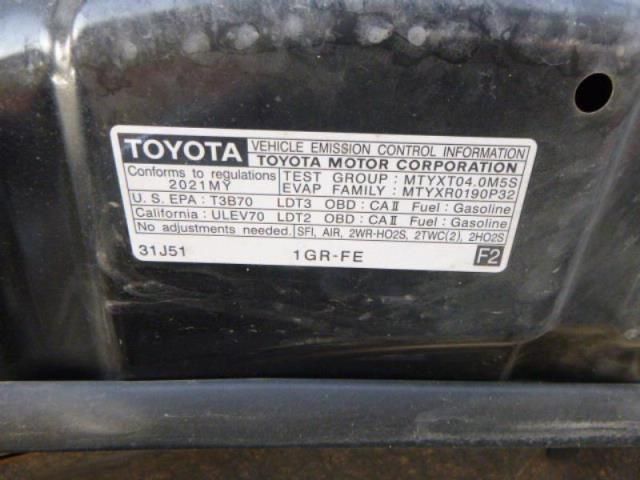 TOYOTA VEHICLE EMISSION CONTROL INFORMATION
TOYOTA MOTOR CORPORATION
Conforms to regulations
2021MY
TEST GROUP : MTYXT04.0M5S
EVAP FAMILY : MTYXR0190P32
U.S. EPA : T3B70 LDT3 OBD : CAⅡ Fuel : Gasoline
California : ULEV70 LDT2 OBD : CAⅡ Fuel : Gasoline
No adjustments needed. SFI, AIR, 2WR-HO2S, 2TWC(2), 2HO2S
31J51 1GR-FE F2